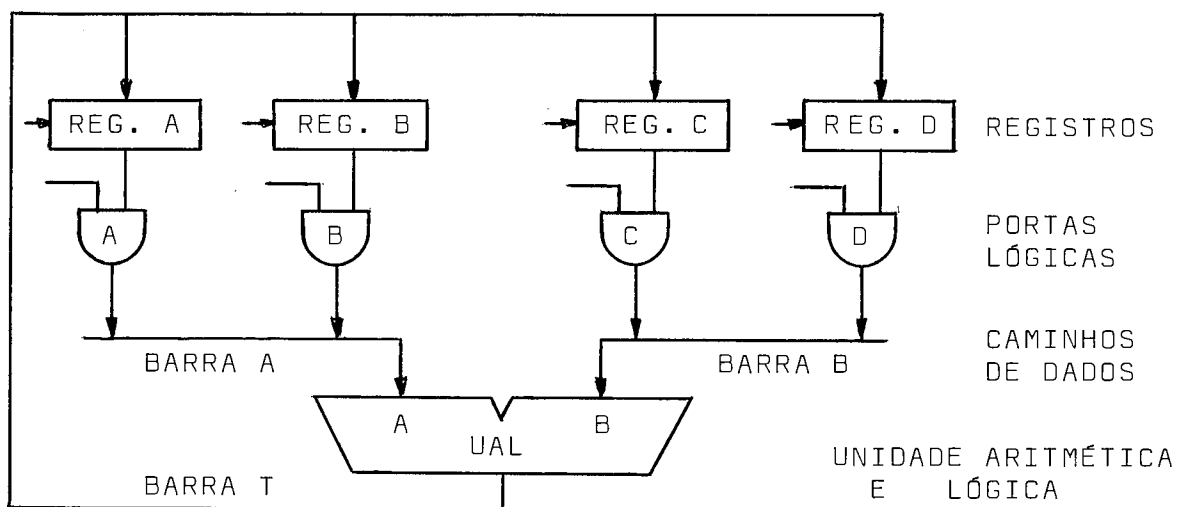 REG. A
REG. B
REG. C
REG. D
REGISTROS
A
B
C
D
PORTAS
LÓGICAS
BARRA A
BARRA B
CAMINHOS
DE DADOS
A
B
UAL
BARRA T
UNIDADE ARITMÉTICA
E LÓGICA